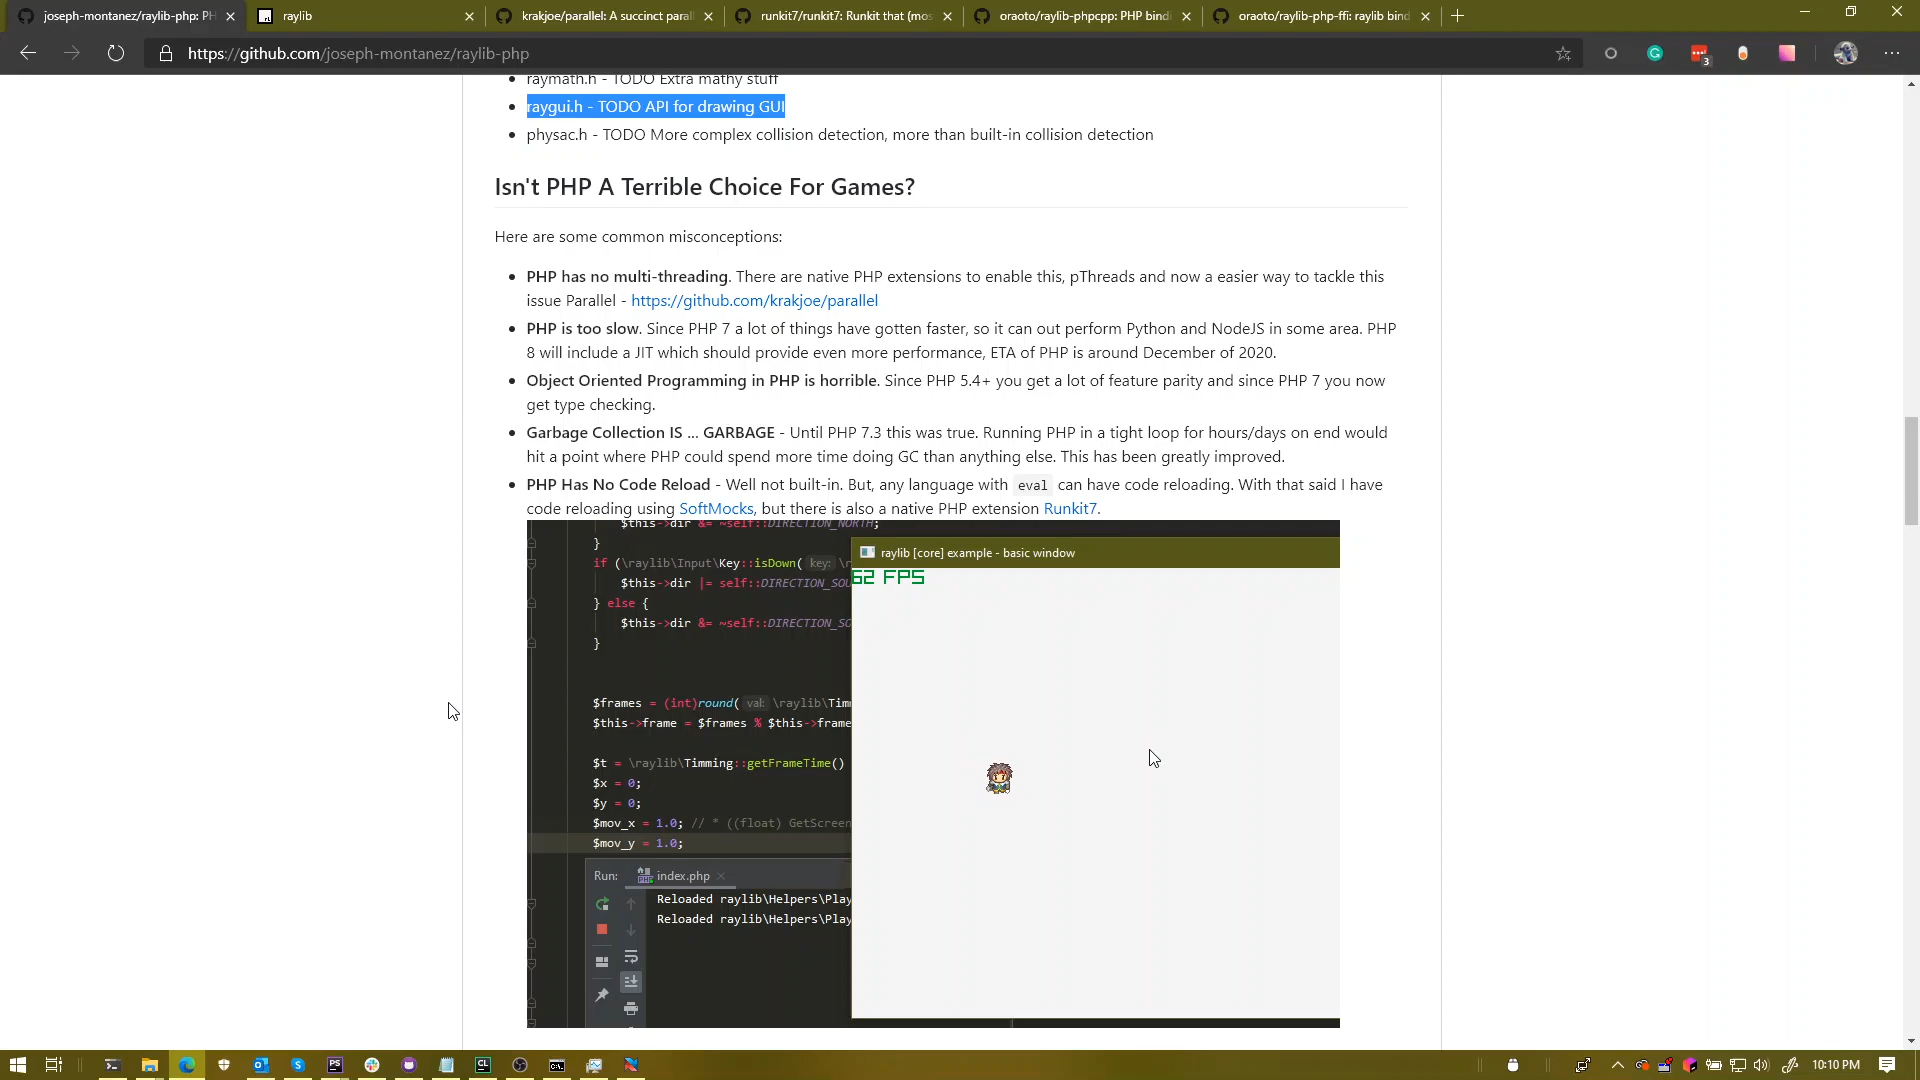 joseph-montanez/raylib-php: PH
raylib
krakjoe/parallel: A succinct parall
runkit7/runkit7: Runkit that (mos
oraoto/raylib-phpcpp: PHP bindi
oraoto/raylib-php-ffi: raylib bind
https://github.com/joseph-montanez/raylib-php
3
raymath.h - TODO Extra mathy stuff
raygui.h - TODO API for drawing GUI
physac.h - TODO More complex collision detection, more than built-in collision detection
Isn't PHP A Terrible Choice For Games?
Here are some common misconceptions:
PHP has no multi-threading. There are native PHP extensions to enable this, pThreads and now a easier way to tackle this
issue Parallel - https://github.com/krakjoe/parallel
PHP is too slow. Since PHP 7 a lot of things have gotten faster, so it can out perform Python and NodeJS in some area. PHP
8 will include a JIT which should provide even more performance, ETA of PHP is around December of 2020.
Object Oriented Programming in PHP is horrible. Since PHP 5.4+ you get a lot of feature parity and since PHP 7 you now
get type checking.
Garbage Collection IS ... GARBAGE - Until PHP 7.3 this was true. Running PHP in a tight loop for hours/days on end would
hit a point where PHP could spend more time doing GC than anything else. This has been greatly improved.
PHP Has No Code Reload - Well not built-in. But, any language with eval can have code reloading. With that said I have
code reloading using SoftMocks, but there is also a native PHP extension Runkit7.
$this->dir &= ~self::DIRECTION_NORTH;
}
if (\raylib\Input\Key::isDown( key: \r
$this->dir |= self::DIRECTION_SOU
} else {
$this->dir &= ~self::DIRECTION_SO
}
$frames = (int)round( val: \raylib\Timm
$this->frame = $frames % $this->frame
$t = \raylib\Timming::getFrameTime()
$x = 0;
$y = 0;
$mov_x = 1.0; // * ((float) GetScreen
$mov_y = 1.0;
raylib [core] example - basic window
62 FPS
Run: index.php
Reloaded raylib\Helpers\Play
Reloaded raylib\Helpers\Play
10:10 PM